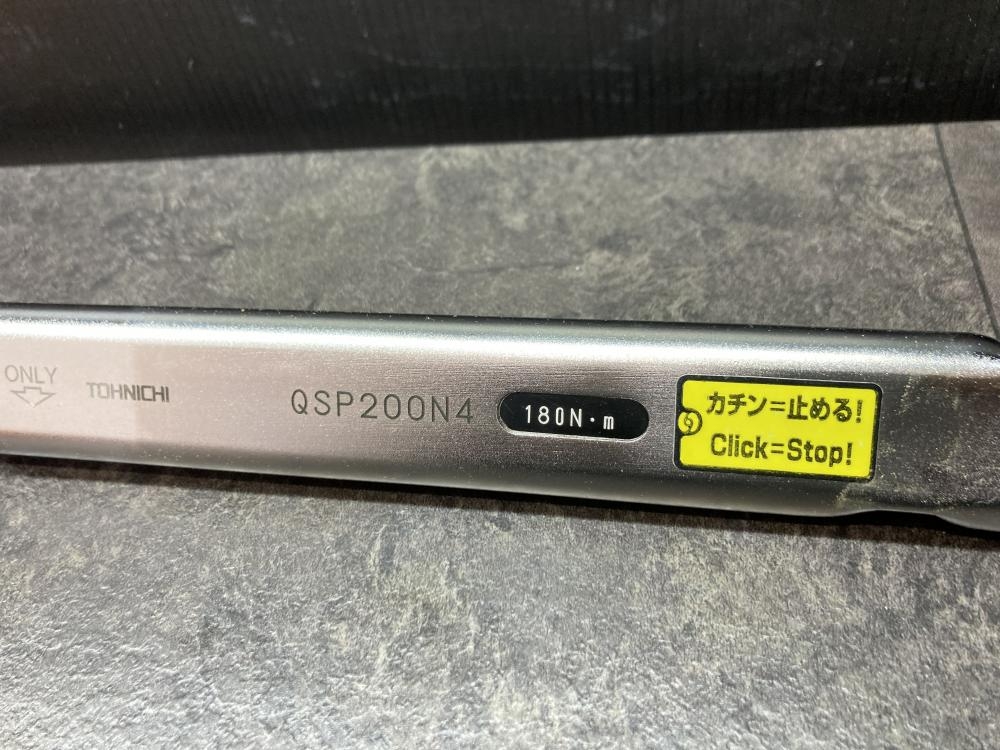 ONLY
TOHNICHI
QSP200N4
180N·m
カチン=止める!
Click=Stop!